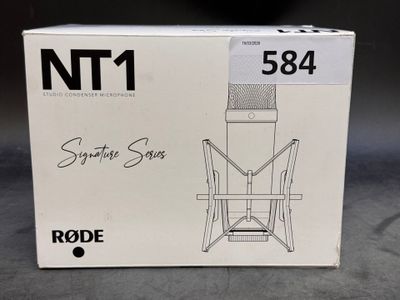 NT1
STUDIO CONDENSER MICROPHONE
584
Signature Series
RØDE